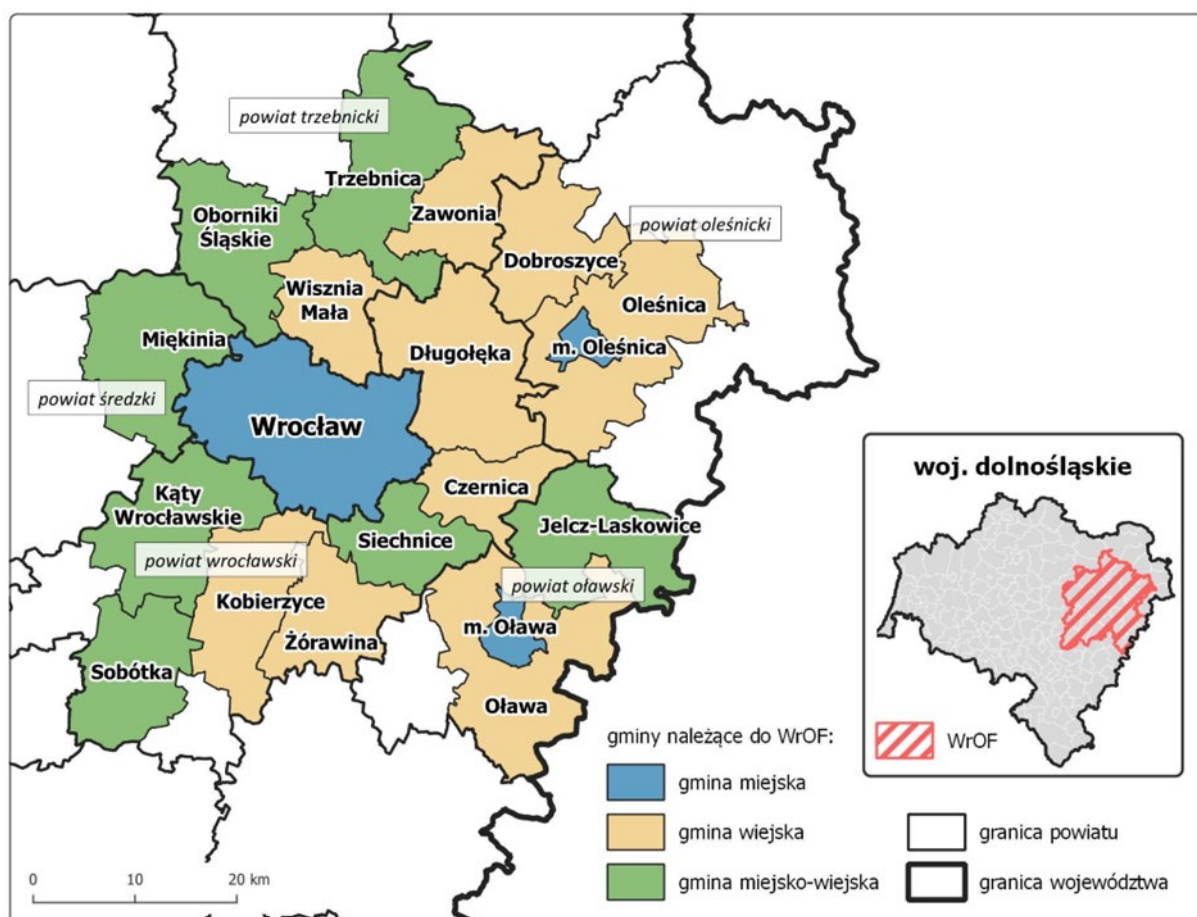 powiat trzebnicki
Trzebnica
Oborniki
Śląskie
Zawonia
powiat oleśnicki
Dobroszyce
Wisznia
Mała
Oleśnica
Miękinia
Długołęka
m. Oleśnica
powiat średzki
Wrocław
Kąty
Wrocławskie
Czernica
Siechnice
Jelcz-Laskowice
powiat wrocławski
powiat oławski
Kobierzyce
m. Oława
Żórawina
Sobótka
Oława
woj. dolnośląskie
WrOF
gminy należące do WrOF:
gmina miejska
gmina wiejska
gmina miejsko-wiejska
granica powiatu
granica województwa
0 10 20 km